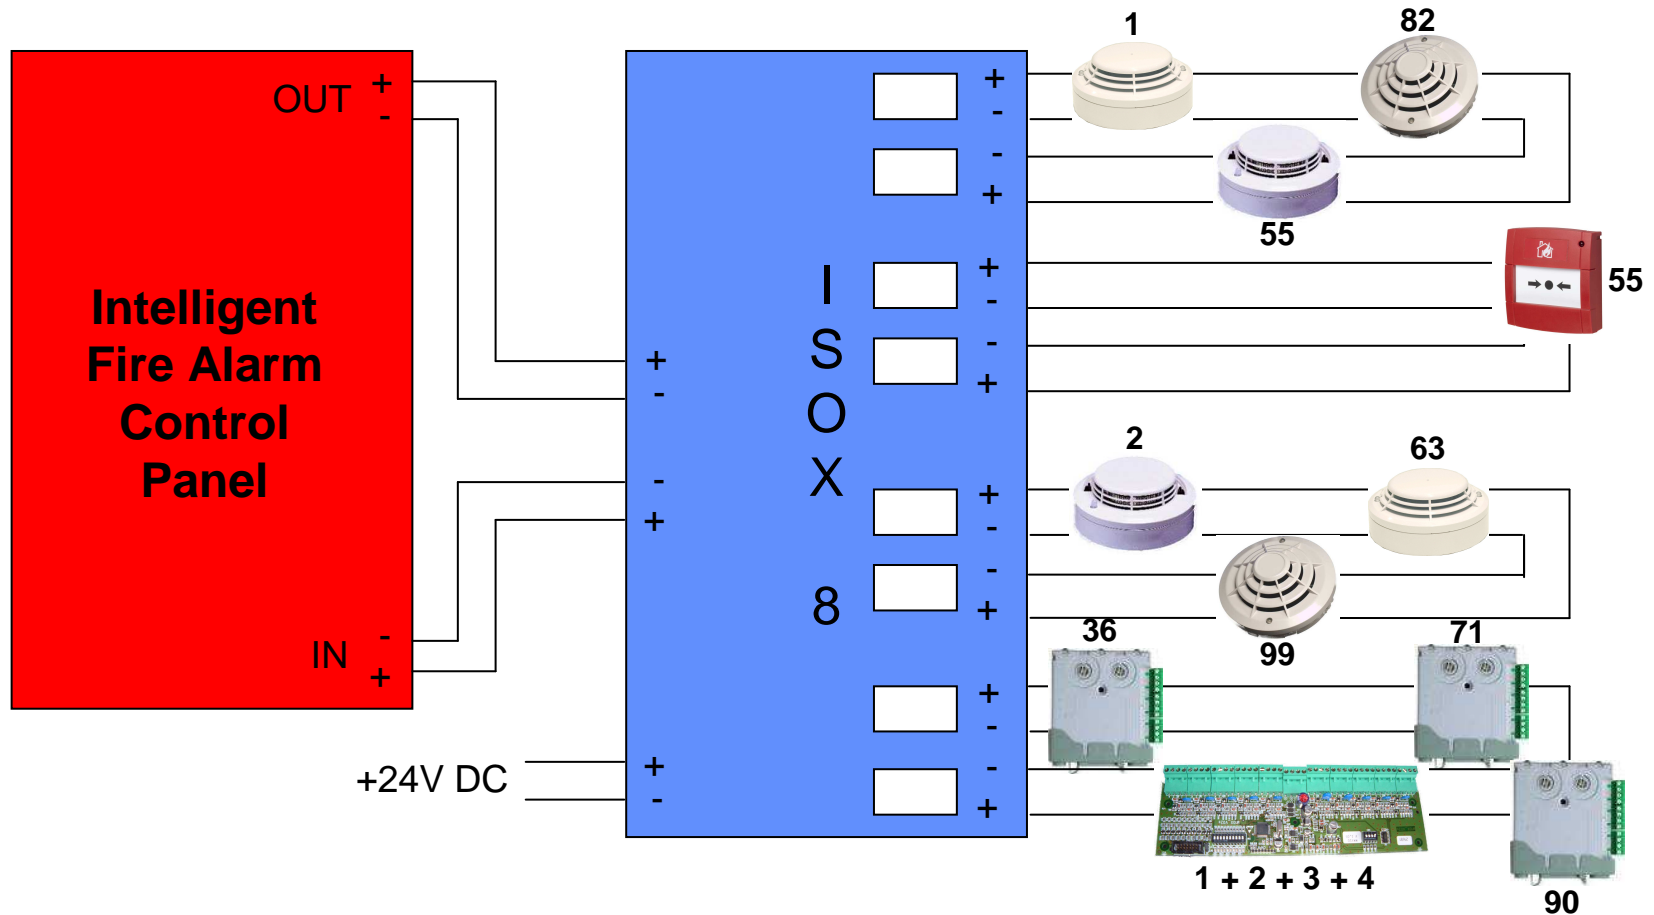 Intelligent
Fire Alarm
Control
Panel
OUT + -
IN - +
+24V DC
+ -
- +
+ -
I
S
O
X
8
+ -
- +
+ -
- +
+ -
- +
+ -
- +
1
82
55
55
2
63
99
36
71
1 + 2 + 3 + 4
90